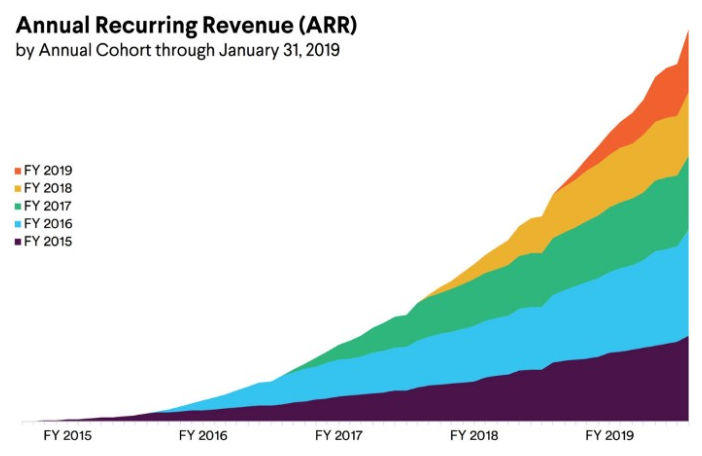 Annual Recurring Revenue (ARR)
by Annual Cohort through January 31, 2019
FY 2019
FY 2018
FY 2017
FY 2016
FY 2015
FY 2015 FY 2016 FY 2017 FY 2018 FY 2019